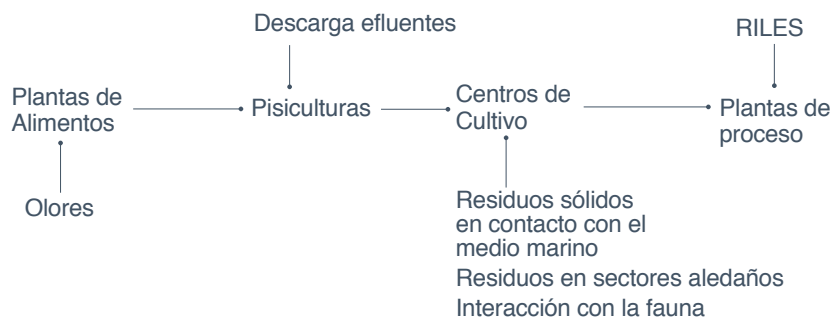 Descarga efluentes
RILES
Plantas de
Alimentos
Pisiculturas
Centros de
Cultivo
Plantas de
proceso
Olores
Residuos sólidos
en contacto con el
medio marino
Residuos en sectores aledaños
Interacción con la fauna